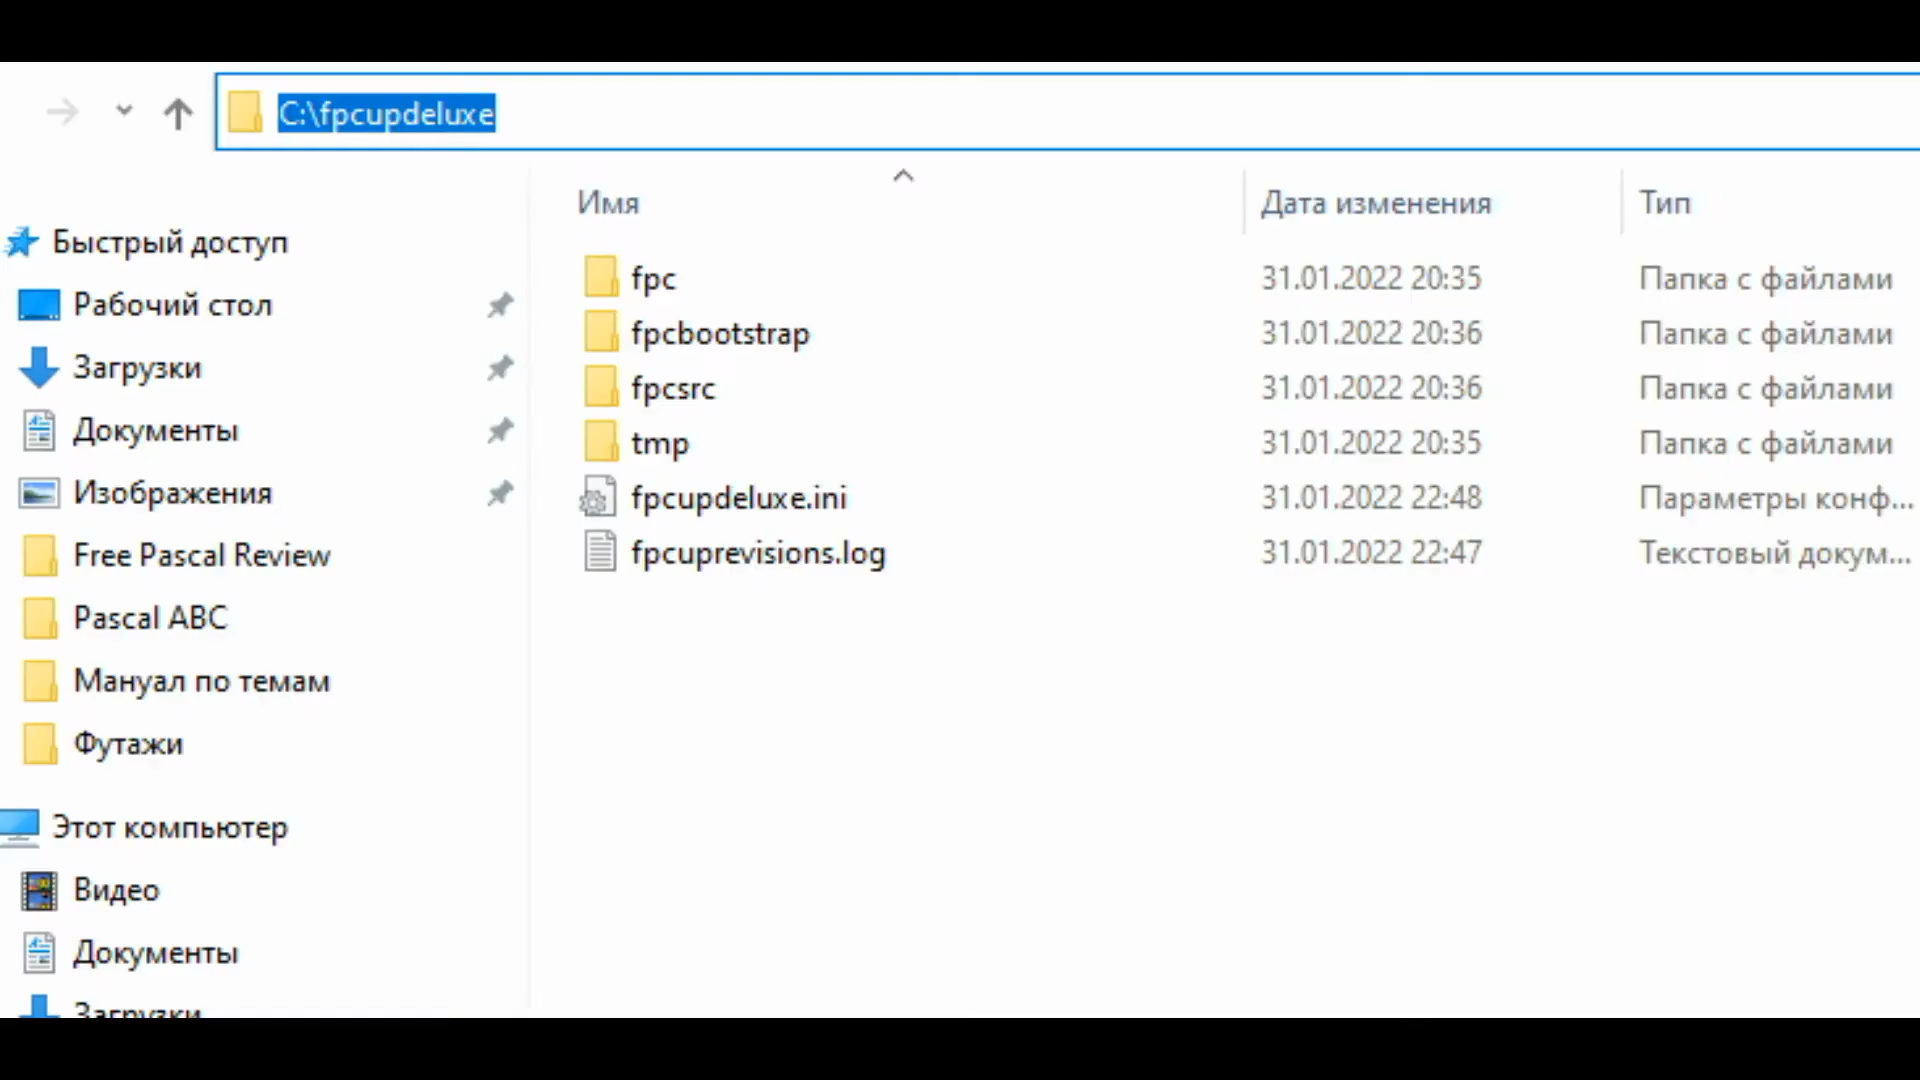 C:\fpcupdeluxe
Имя Дата изменения Тип
Быстрый доступ
Рабочий стол
Загрузки
Документы
Изображения
Free Pascal Review
Pascal ABC
Мануал по темам
Футажи
Этот компьютер
Видео
Документы
Загрузки
fpc 31.01.2022 20:35 Папка с файлами
fpcbootstrap 31.01.2022 20:36 Папка с файлами
fpcsrc 31.01.2022 20:36 Папка с файлами
tmp 31.01.2022 20:35 Папка с файлами
fpcupdeluxe.ini 31.01.2022 22:48 Параметры конф...
fpcuprevisions.log 31.01.2022 22:47 Текстовый докум...